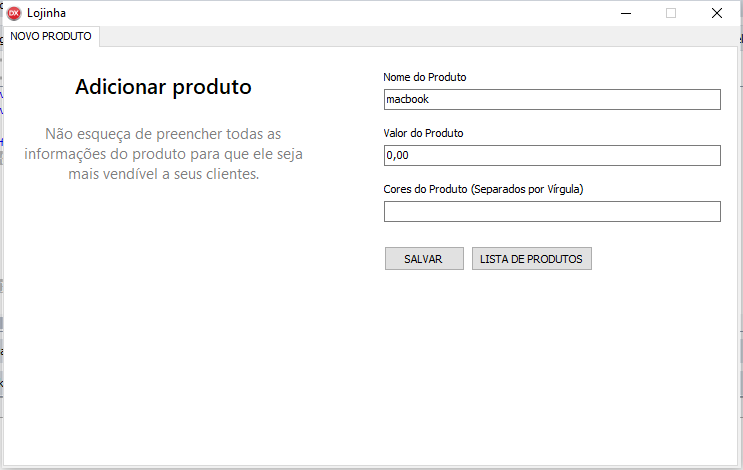 DX
Lojinha
NOVO PRODUTO
Adicionar produto
Não esqueça de preencher todas as
informações do produto para que ele seja
mais vendível a seus clientes.
Nome do Produto
macbook
Valor do Produto
0,00
Cores do Produto (Separados por Vírgula)
SALVAR
LISTA DE PRODUTOS